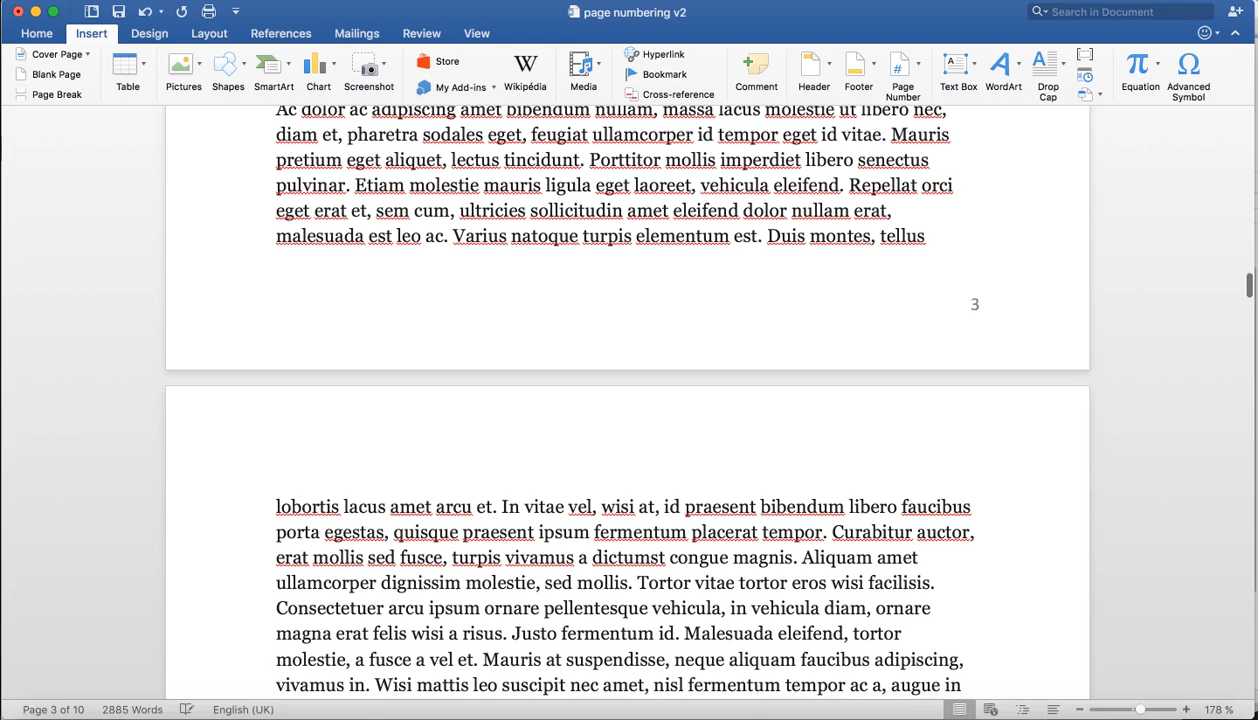 page numbering v2
Search in Document
Home Insert Design Layout References Mailings Review View
Cover Page
Blank Page
Page Break
Table
Pictures
Shapes
SmartArt
Chart
Screenshot
Store
My Add-ins
W
Wikipédia
Media
Hyperlink
Bookmark
Cross-reference
Comment
Header
Footer
Page
Number
Text Box
WordArt
Drop
Cap
Equation
Advanced
Symbol
Ac dolor ac adipiscing amet bibendum nullam, massa lacus molestie ut libero nec,
diam et, pharetra sodales eget, feugiat ullamcorper id tempor eget id vitae. Mauris
pretium eget aliquet, lectus tincidunt. Porttitor mollis imperdiet libero senectus
pulvinar. Etiam molestie mauris ligula eget laoreet, vehicula eleifend. Repellat orci
eget erat et, sem cum, ultricies sollicitudin amet eleifend dolor nullam erat,
malesuada est leo ac. Varius natoque turpis elementum est. Duis montes, tellus
3
lobortis lacus amet arcu et. In vitae vel, wisi at, id praesent bibendum libero faucibus
porta egestas, quisque praesent ipsum fermentum placerat tempor. Curabitur auctor,
erat mollis sed fusce, turpis vivamus a dictumst congue magnis. Aliquam amet
ullamcorper dignissim molestie, sed mollis. Tortor vitae tortor eros wisi facilisis.
Consectetuer arcu ipsum ornare pellentesque vehicula, in vehicula diam, ornare
magna erat felis wisi a risus. Justo fermentum id. Malesuada eleifend, tortor
molestie, a fusce a vel et. Mauris at suspendisse, neque aliquam faucibus adipiscing,
vivamus in. Wisi mattis leo suscipit nec amet, nisl fermentum tempor ac a, augue in
Page 3 of 10 2885 Words English (UK) 178 %